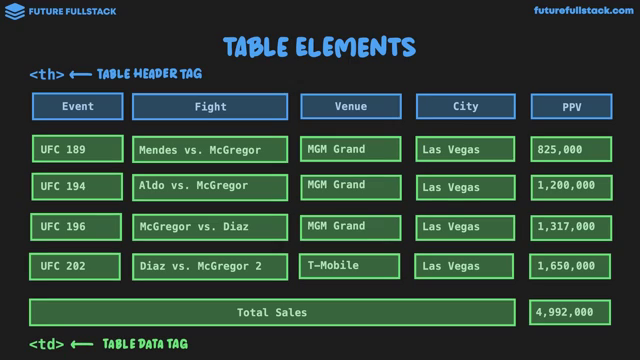 FUTURE FULLSTACK futurefullstack.com
TABLE ELEMENTS
<th> TABLE HEADER TAG
Event Fight Venue City PPV
UFC 189 Mendes vs. McGregor MGM Grand Las Vegas 825,000
UFC 194 Aldo vs. McGregor MGM Grand Las Vegas 1,200,000
UFC 196 McGregor vs. Diaz MGM Grand Las Vegas 1,317,000
UFC 202 Diaz vs. McGregor 2 T-Mobile Las Vegas 1,650,000
Total Sales 4,992,000
<td> TABLE DATA TAG